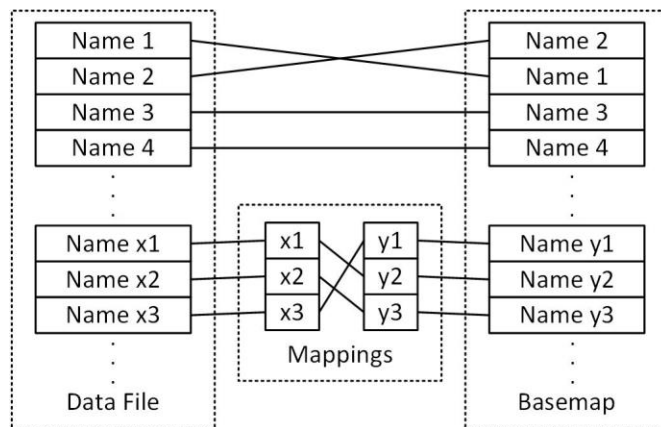 Name 1
Name 2
Name 3
Name 4
Name x1
Name x2
Name x3
Data File
x1
x2
x3
y1
y2
y3
Mappings
Name 2
Name 1
Name 3
Name 4
Name y1
Name y2
Name y3
Basemap